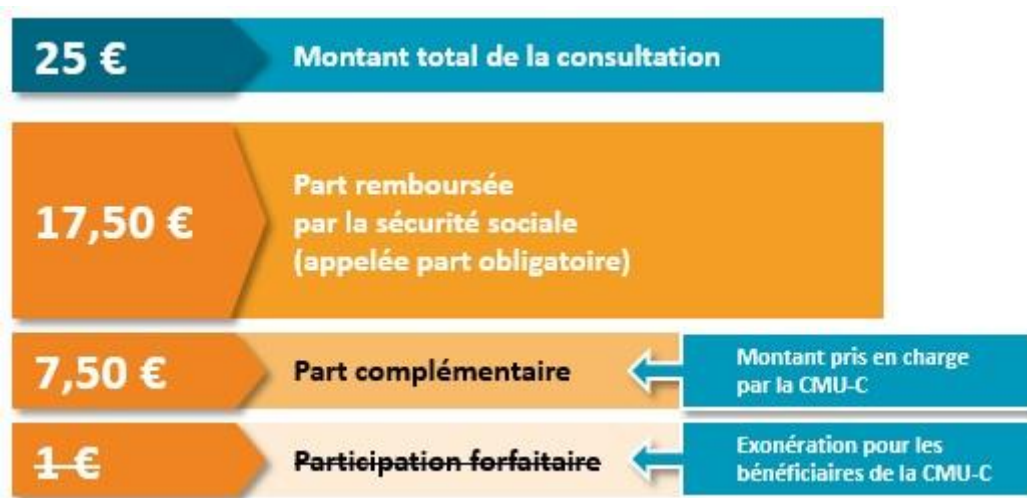 25 €
Montant total de la consultation
17,50 €
Part remboursée
par la sécurité sociale
(appelée part obligatoire)
7,50 €
Part complémentaire
Montant pris en charge
par la CMU-C
1 €
Participation forfaitaire
Exonération pour les
bénéficiaires de la CMU-C